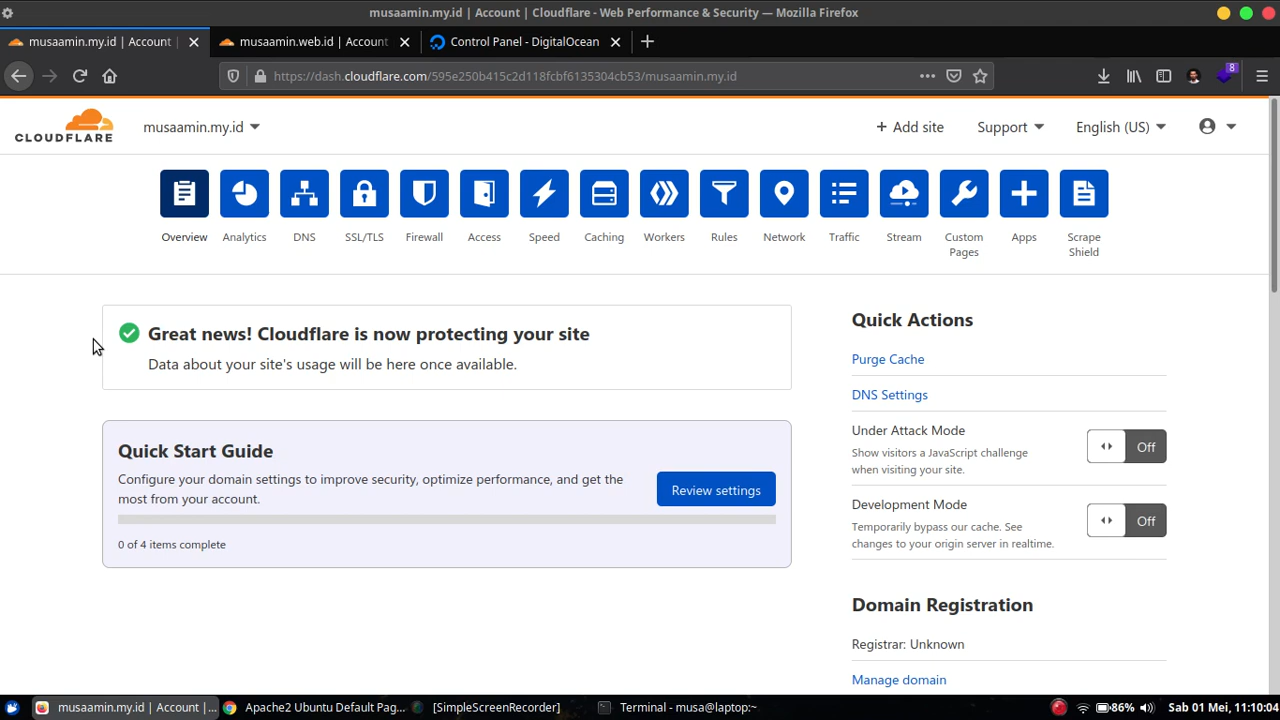 musaamin.my.id | Account | Cloudflare - Web Performance & Security — Mozilla Firefox
musaamin.my.id | Account |
musaamin.web.id | Account
Control Panel - DigitalOcean
https://dash.cloudflare.com/595e250b415c2d118fcbf6135304cb53/musaamin.my.id
8
CLOUDFLARE
musaamin.my.id
+ Add site
Support
English (US)
Overview
Analytics
DNS
SSL/TLS
Firewall
Access
Speed
Caching
Workers
Rules
Network
Traffic
Stream
Custom
Pages
Apps
Scrape
Shield
Great news! Cloudflare is now protecting your site
Data about your site's usage will be here once available.
Quick Start Guide
Configure your domain settings to improve security, optimize performance, and get the
most from your account.
Review settings
0 of 4 items complete
Quick Actions
Purge Cache
DNS Settings
Under Attack Mode
Show visitors a JavaScript challenge
when visiting your site.
Off
Development Mode
Temporarily bypass our cache. See
changes to your origin server in realtime.
Off
Domain Registration
Registrar: Unknown
Manage domain
musaamin.my.id | Account |...
Apache2 Ubuntu Default Pag...
[SimpleScreenRecorder]
Terminal - musa@laptop:~
86%
Sab 01 Mei, 11:10:04